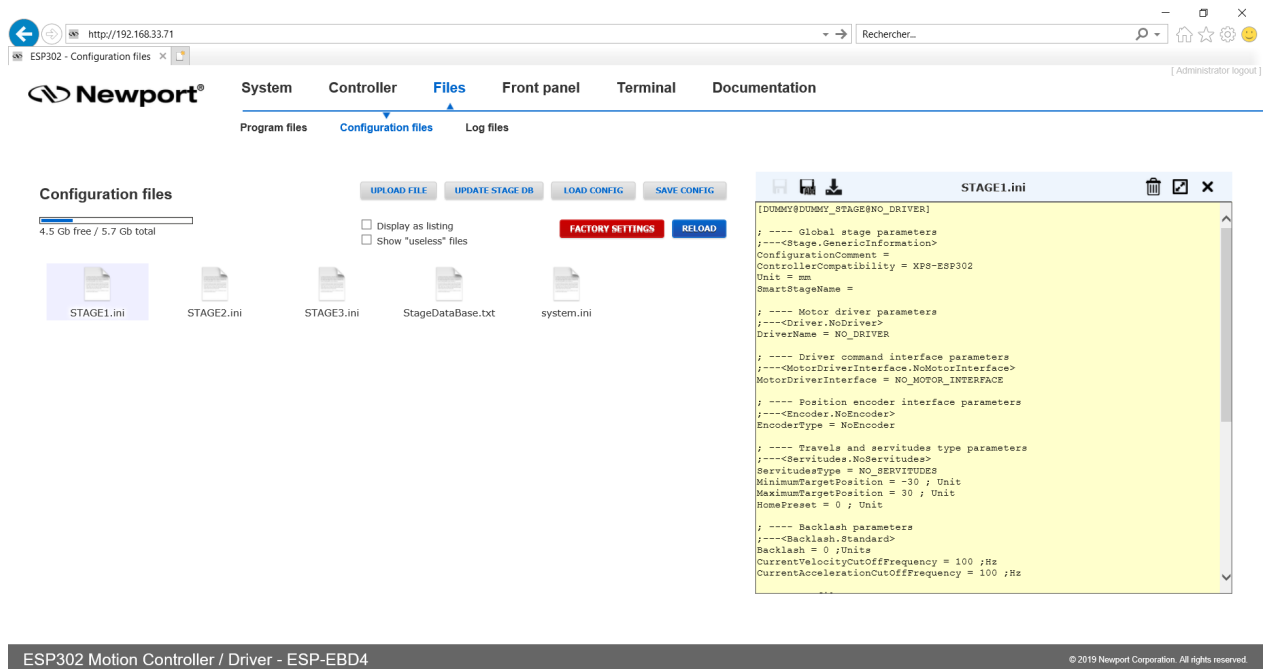 http://192.168.33.71
Rechercher...
ESP302 - Configuration files
[ Administrator logout ]
Newport®
System Controller Files Front panel Terminal Documentation
Program files Configuration files Log files
Configuration files
4.5 Gb free / 5.7 Gb total
UPLOAD FILE UPDATE STAGE DB LOAD CONFIG SAVE CONFIG
Display as listing
Show "useless" files
FACTORY SETTINGS RELOAD
STAGE1.ini STAGE2.ini STAGE3.ini StageDataBase.txt system.ini
STAGE1.ini
[DUMMY@DUMMY_STAGE@NO_DRIVER]
; ---- Global stage parameters
;---<Stage.GenericInformation>
ConfigurationComment =
ControllerCompatibility = XPS-ESP302
Unit = mm
SmartStageName =
; ---- Motor driver parameters
;---<Driver.NoDriver>
DriverName = NO_DRIVER
; ---- Driver command interface parameters
;---<MotorDriverInterface.NoMotorInterface>
MotorDriverInterface = NO_MOTOR_INTERFACE
; ---- Position encoder interface parameters
;---<Encoder.NoEncoder>
EncoderType = NoEncoder
; ---- Travels and servitudes type parameters
;---<Servitudes.NoServitudes>
ServitudesType = NO_SERVITUDES
MinimumTargetPosition = -30 ; Unit
MaximumTargetPosition = 30 ; Unit
HomePreset = 0 ; Unit
; ---- Backlash parameters
;---<Backlash.Standard>
Backlash = 0 ;Units
CurrentVelocityCutOffFrequency = 100 ;Hz
CurrentAccelerationCutOffFrequency = 100 ;Hz
ESP302 Motion Controller / Driver - ESP-EBD4
© 2019 Newport Corporation. All rights reserved.